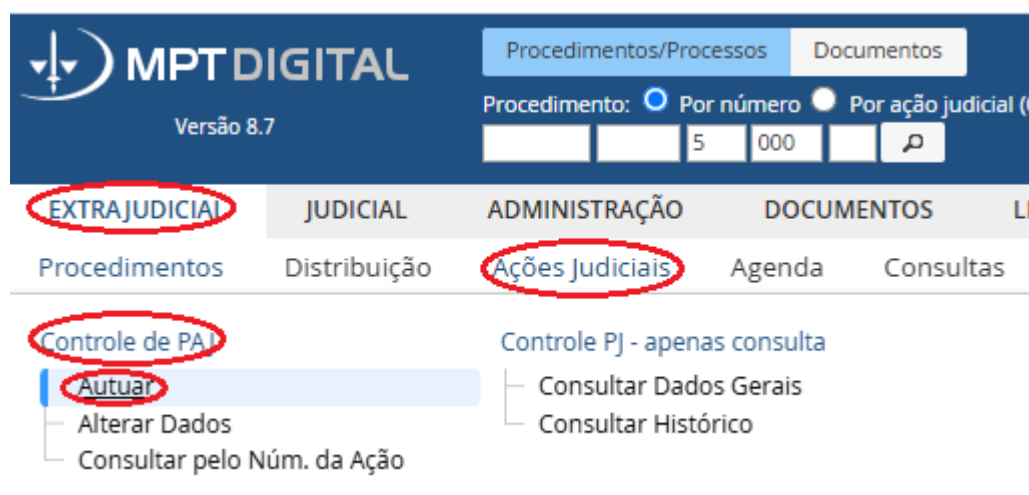 MPT DIGITAL
Versão 8.7
Procedimentos/Processos Documentos
Procedimento: Por número Por ação judicial
5 000
EXTRAJUDICIAL JUDICIAL ADMINISTRAÇÃO DOCUMENTOS
Procedimentos Distribuição Ações Judiciais Agenda Consultas
Controle de PAJ Controle PJ - apenas consulta
Autuar Consultar Dados Gerais
Alterar Dados Consultar Histórico
Consultar pelo Núm. da Ação